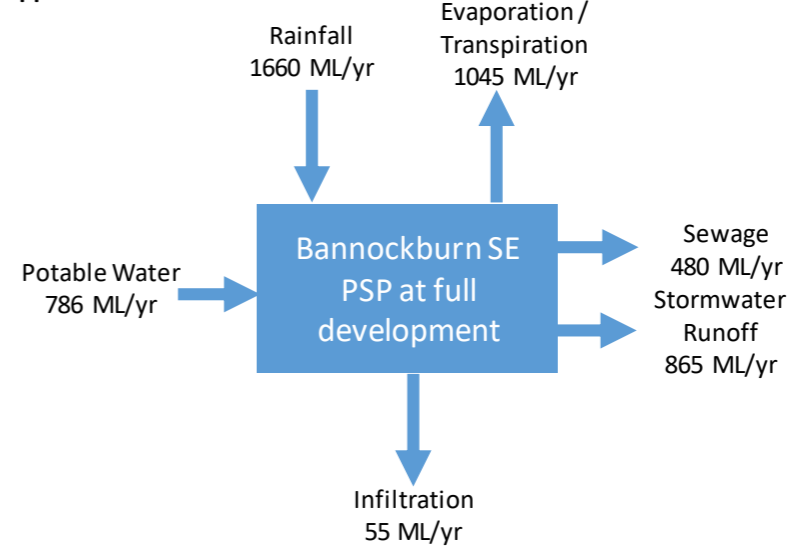 Evaporation /
Transpiration
1045 ML/yr
Rainfall
1660 ML/yr
Potable Water
786 ML/yr
Bannockburn SE
PSP at full
development
Sewage
480 ML/yr
Stormwater
Runoff
865 ML/yr
Infiltration
55 ML/yr